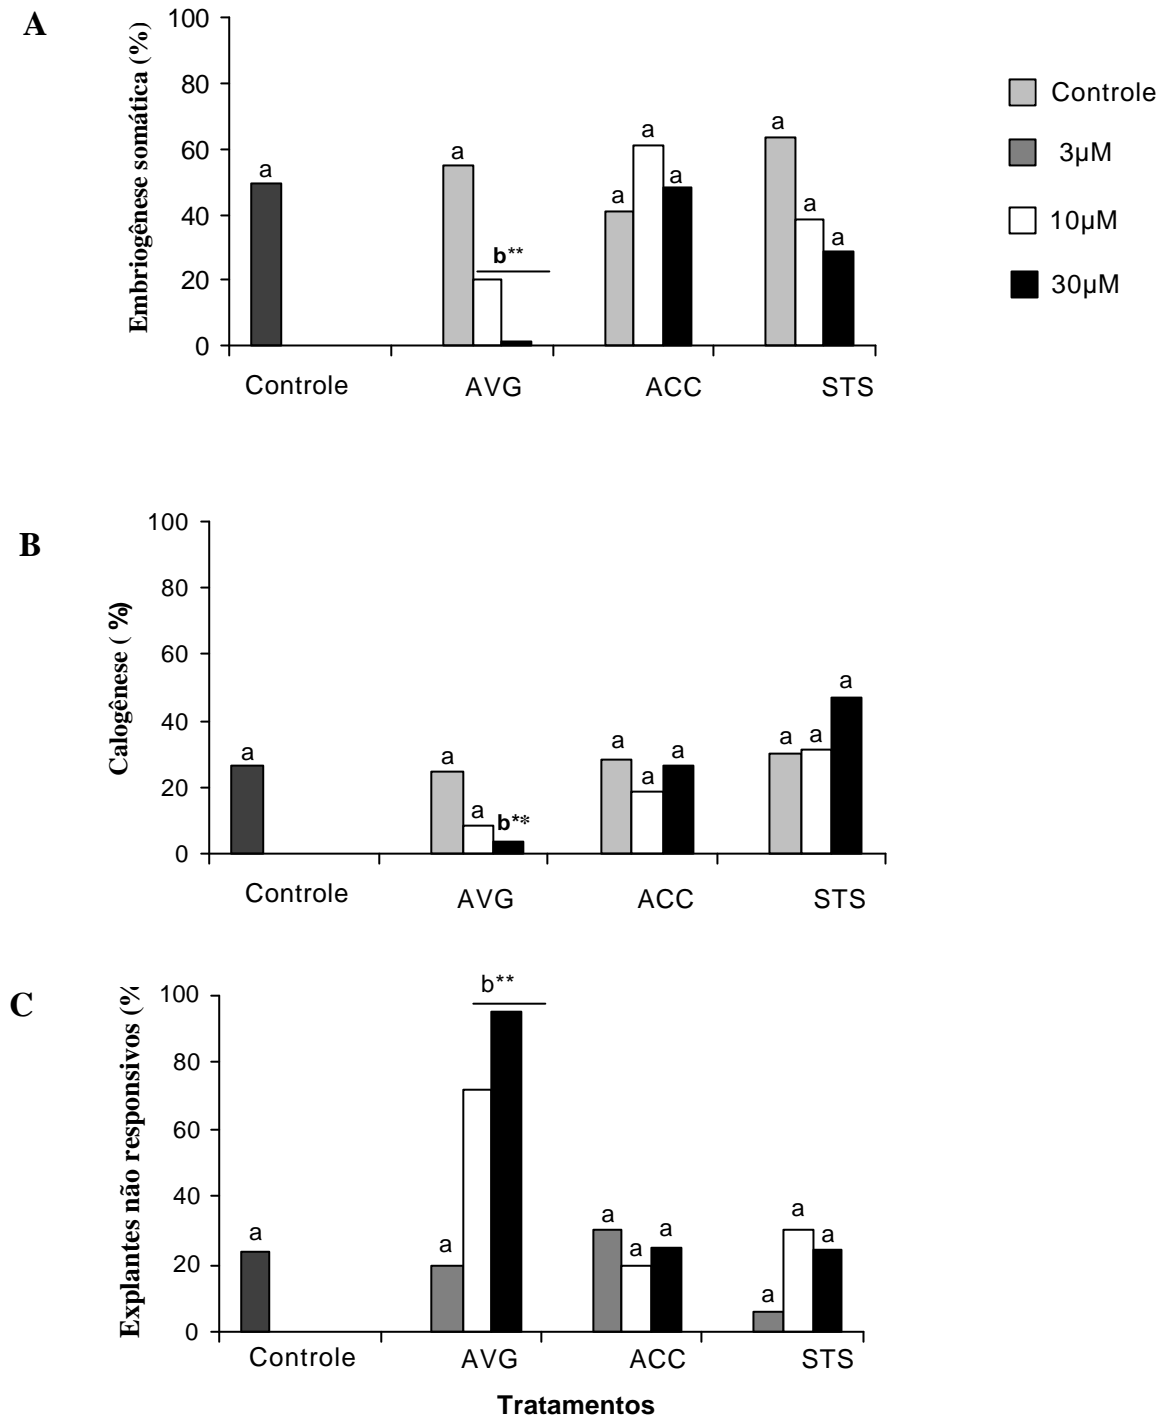 A
Embriogênese somática (%)
100
80
60
40
20
0
a
a
b**
a
a
a
a
a
a
Controle
AVG
ACC
STS
Controle
3µM
10µM
30µM
B
Calogênese ( %)
100
80
60
40
20
0
a
a
a
b**
a
a
a
a
a
a
Controle
AVG
ACC
STS
C
Explantes não responsivos (%
100
80
60
40
20
0
a
a
b**
a
a
a
a
a
a
Controle
AVG
ACC
STS
Tratamentos